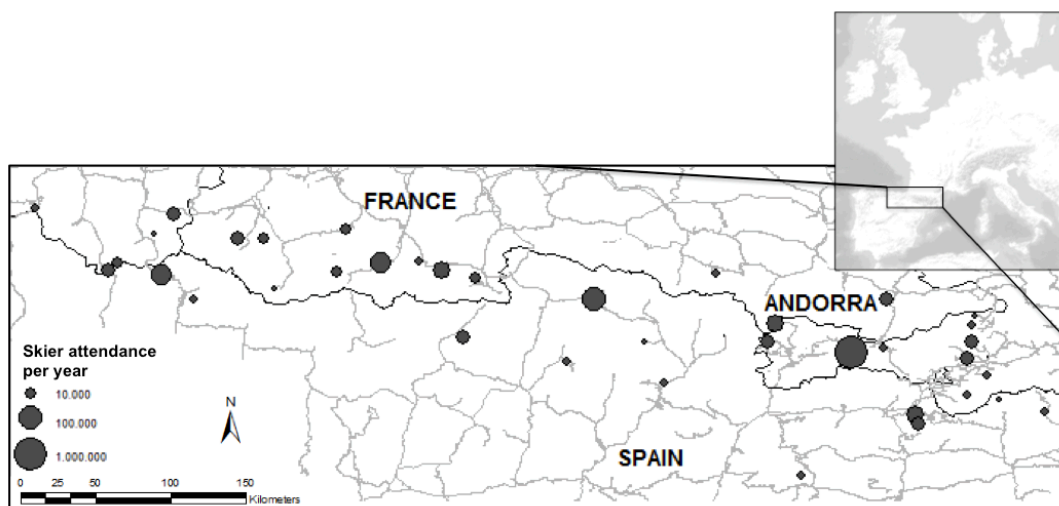 FRANCE
ANDORRA
SPAIN
Skier attendance
per year
10.000
100.000
1.000.000
N
0 50 100 150
Kilometers